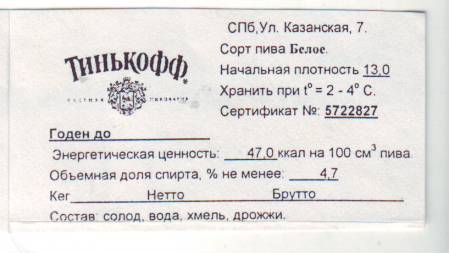 СПб,Ул. Казанская, 7.
Сорт пива Белое.
ТИНЬКОФФ
Начальная плотность 13,0
Хранить при t° = 2 - 4° С.
ЧАСТНАЯ ПИВОВАРНЯ
Сертификат №: 5722827
Годен до
Энергетическая ценность: 47,0 ккал на 100 см³ пива
Объемная доля спирта, % не менее: 4,7
Кег Нетто Брутто
Состав: солод, вода, хмель, дрожжи.